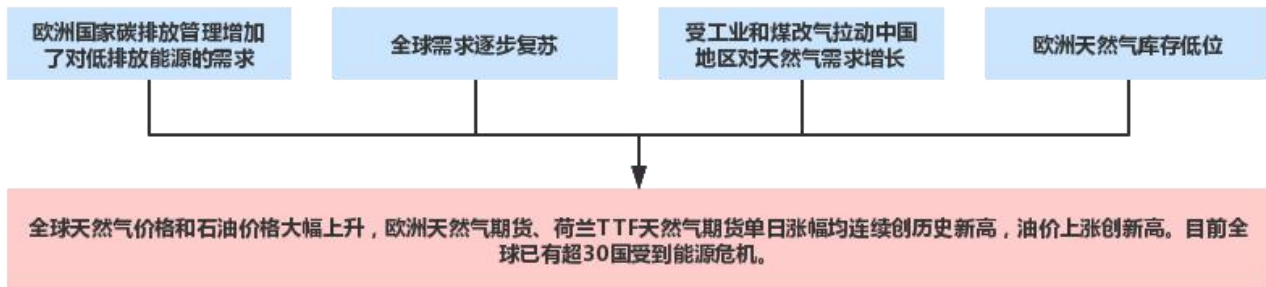 欧洲国家碳排放管理增加
了对低排放能源的需求
全球需求逐步复苏
受工业和煤改气拉动中国
地区对天然气需求增长
欧洲天然气库存低位
全球天然气价格和石油价格大幅上升，欧洲天然气期货、荷兰TTF天然气期货单日涨幅均连续创历史新高，油价上涨创新高。目前全
球已有超30国受到能源危机。